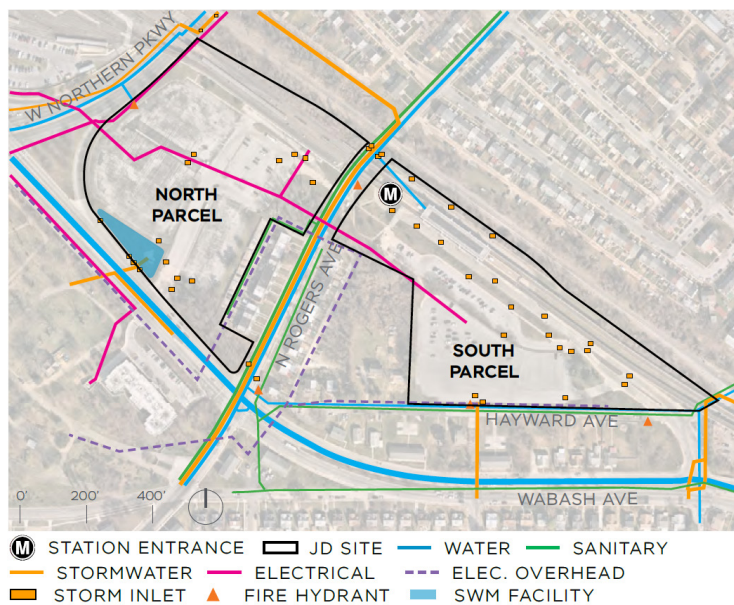 W NORTHERN PKWY
NORTH
PARCEL
M
N ROGERS AVE
SOUTH
PARCEL
HAYWARD AVE
WABASH AVE
0' 200' 400'
M STATION ENTRANCE JD SITE WATER SANITARY
STORMWATER ELECTRICAL ELEC. OVERHEAD
STORM INLET FIRE HYDRANT SWM FACILITY